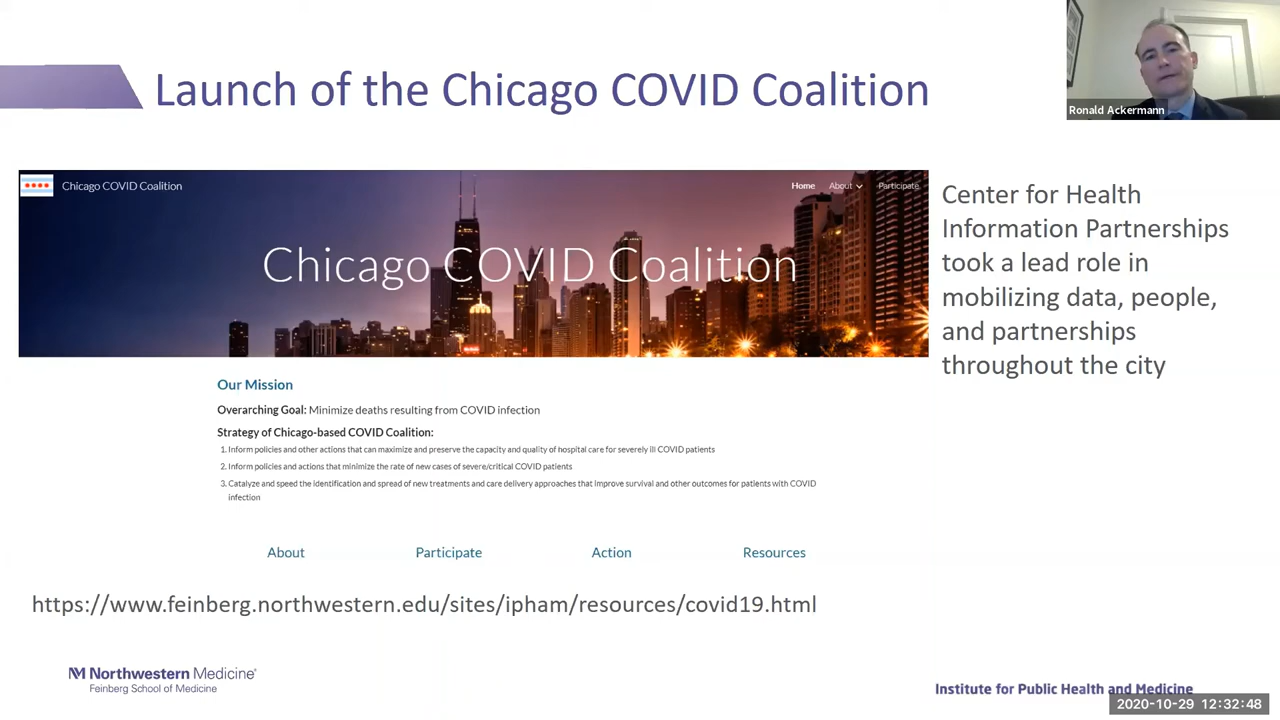 Launch of the Chicago COVID Coalition
Ronald Ackermann
Chicago COVID Coalition
Home
About
Participate
Chicago COVID Coalition
Center for Health
Information Partnerships
took a lead role in
mobilizing data, people,
and partnerships
throughout the city
Our Mission
Overarching Goal: Minimize deaths resulting from COVID infection
Strategy of Chicago-based COVID Coalition:
1. Inform policies and other actions that can maximize and preserve the capacity and quality of hospital care for severely ill COVID patients
2. Inform policies and actions that minimize the rate of new cases of severe/critical COVID patients
3. Catalyze and speed the identification and spread of new treatments and care delivery approaches that improve survival and other outcomes for patients with COVID
infection
About
Participate
Action
Resources
https://www.feinberg.northwestern.edu/sites/ipham/resources/covid19.html
NM Northwestern Medicine®
Feinberg School of Medicine
Institute for Public Health and Medicine
2020-10-29 12:32:48